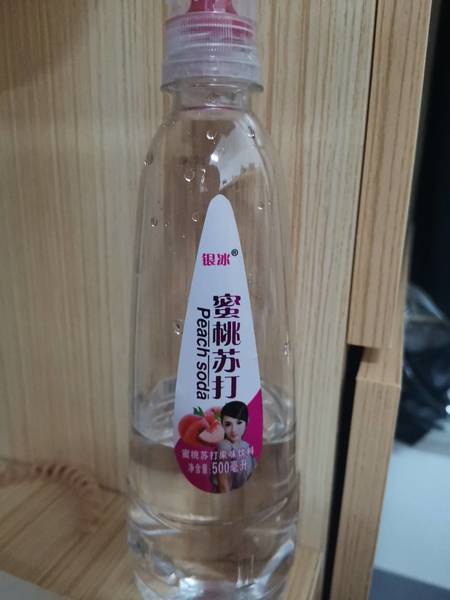 银冰®
蜜桃苏打
Peach soda
蜜桃苏打果味饮料
净含量:500毫升